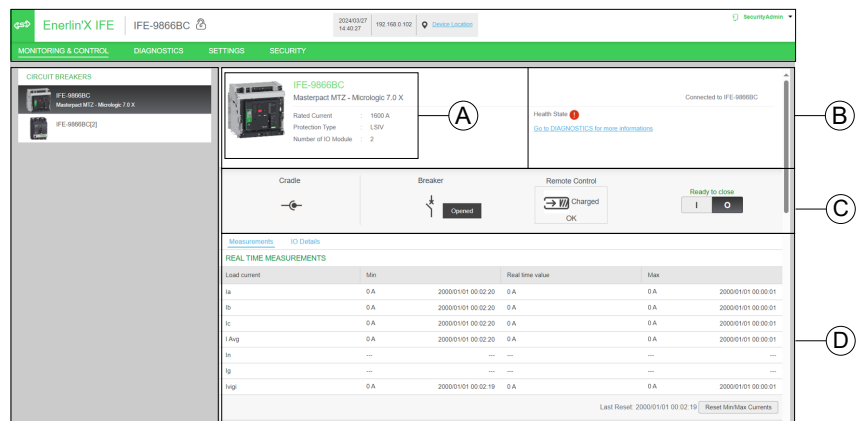 Enerlin'X IFE
IFE-9866BC
2024/03/27
14:40:27
192.168.0.102
Device Location
SecurityAdmin
MONITORING & CONTROL
DIAGNOSTICS
SETTINGS
SECURITY
CIRCUIT BREAKERS
IFE-9866BC
Masterpact MTZ - Micrologic 7.0 X
IFE-9866BC[2]
IFE-9866BC
Masterpact MTZ - Micrologic 7.0 X
Rated Current : 1600 A
Protection Type : LSIV
Number of IO Module : 2
A
Connected to IFE-9866BC
Health State !
Go to DIAGNOSTICS for more informations
B
Cradle
Breaker
Opened
Remote Control
Charged
OK
Ready to close
I O
C
Measurements IO Details
REAL TIME MEASUREMENTS
Load current Min Real time value Max
Ia 0 A 2000/01/01 00:02:20 0 A 0 A 2000/01/01 00:00:01
Ib 0 A 2000/01/01 00:02:20 0 A 0 A 2000/01/01 00:00:01
Ic 0 A 2000/01/01 00:02:20 0 A 0 A 2000/01/01 00:00:01
I Avg 0 A 2000/01/01 00:02:20 0 A 0 A 2000/01/01 00:00:01
In --- --- --- --- ---
Ig --- --- --- --- ---
Ivigi 0 A 2000/01/01 00:02:19 0 A 0 A 2000/01/01 00:00:01
D
Last Reset: 2000/01/01 00:02:19 Reset Min/Max Currents